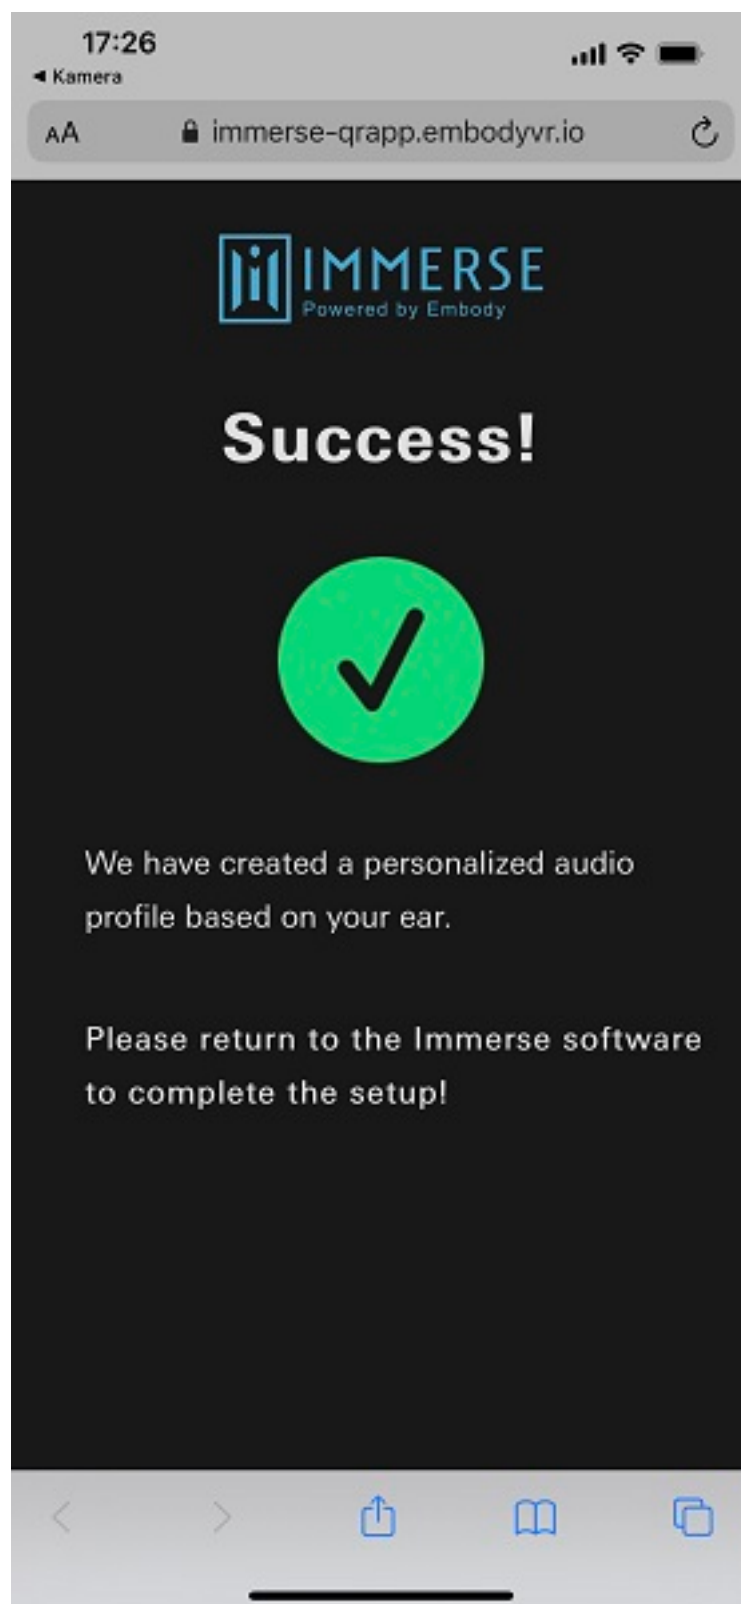 17:26
◀ Kamera
AA immerse-qrapp.embodyvr.io
IMMERSE
Powered by Embody
Success!
We have created a personalized audio
profile based on your ear.
Please return to the Immerse software
to complete the setup!